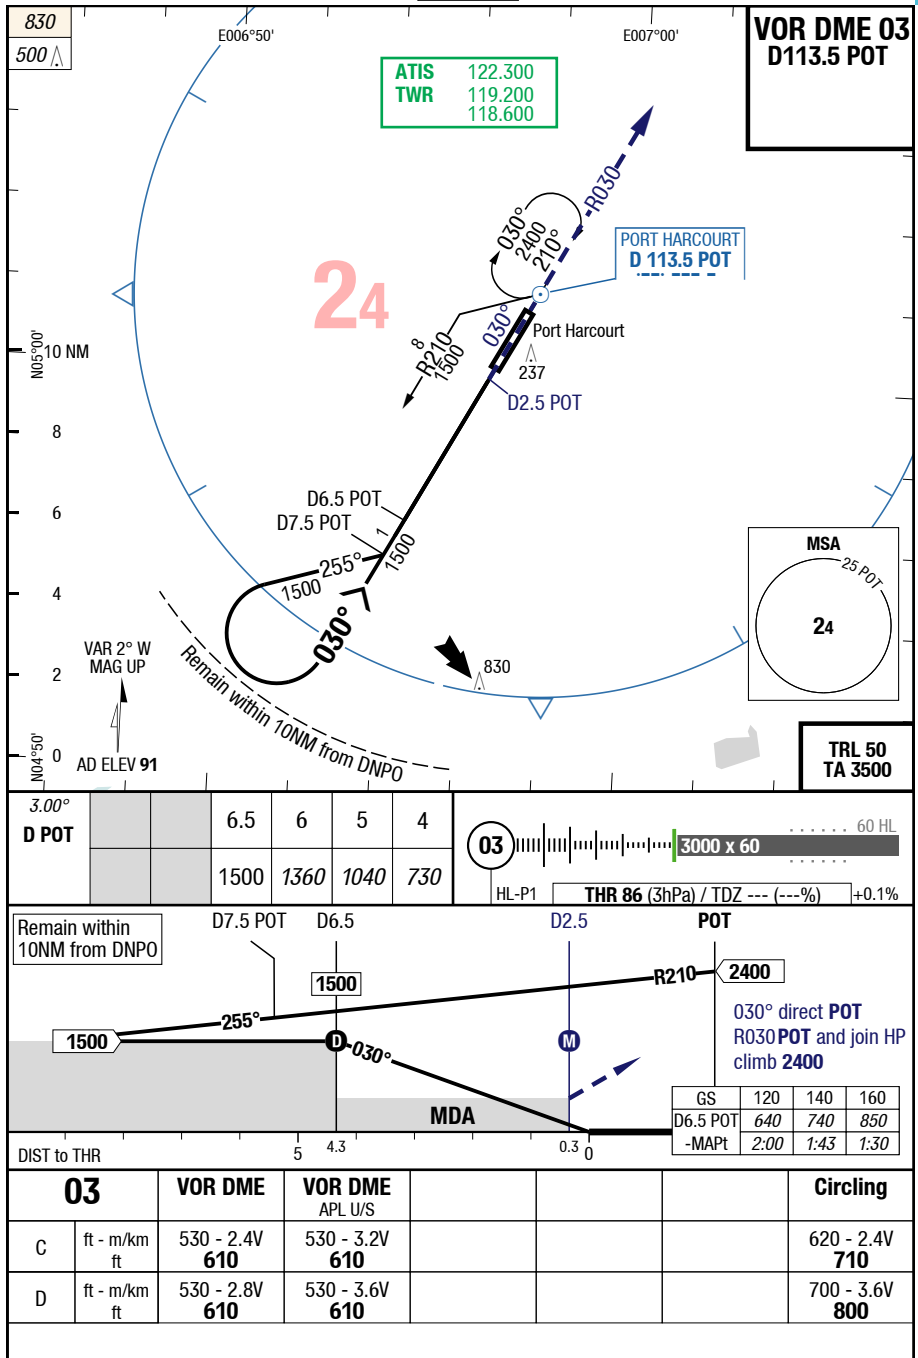 830
500
E006°50'
E007°00'
VOR DME 03
D113.5 POT
ATIS 122.300
TWR 119.200
118.600
R030
030°
2400
210°
PORT HARCOURT
D 113.5 POT
24
030°
Port Harcourt
8
R210
1500
237
D2.5 POT
N05°00'
10 NM
8
6
4
2
0
D6.5 POT
D7.5 POT
1
1500
255°
1500
030°
MSA
25 POT
24
830
Remain within 10NM from DNPO
VAR 2° W
MAG UP
N04°50'
AD ELEV 91
TRL 50
TA 3500
3.00°
D POT
6.5 6 5 4
1500 1360 1040 730
03
3000 x 60
60 HL
HL-P1
THR 86 (3hPa) / TDZ --- (---%)
+0.1%
Remain within
10NM from DNPO
D7.5 POT D6.5 D2.5 POT
1500
R210
2400
255°
1500
D
030°
M
030° direct POT
R030 POT and join HP
climb 2400
MDA
GS 120 140 160
D6.5 POT 640 740 850
-MAPt 2:00 1:43 1:30
DIST to THR
5 4.3 0.3 0
03 VOR DME VOR DME Circling
APL U/S
C ft - m/km 530 - 2.4V 530 - 3.2V 620 - 2.4V
ft 610 610 710
D ft - m/km 530 - 2.8V 530 - 3.6V 700 - 3.6V
ft 610 610 800